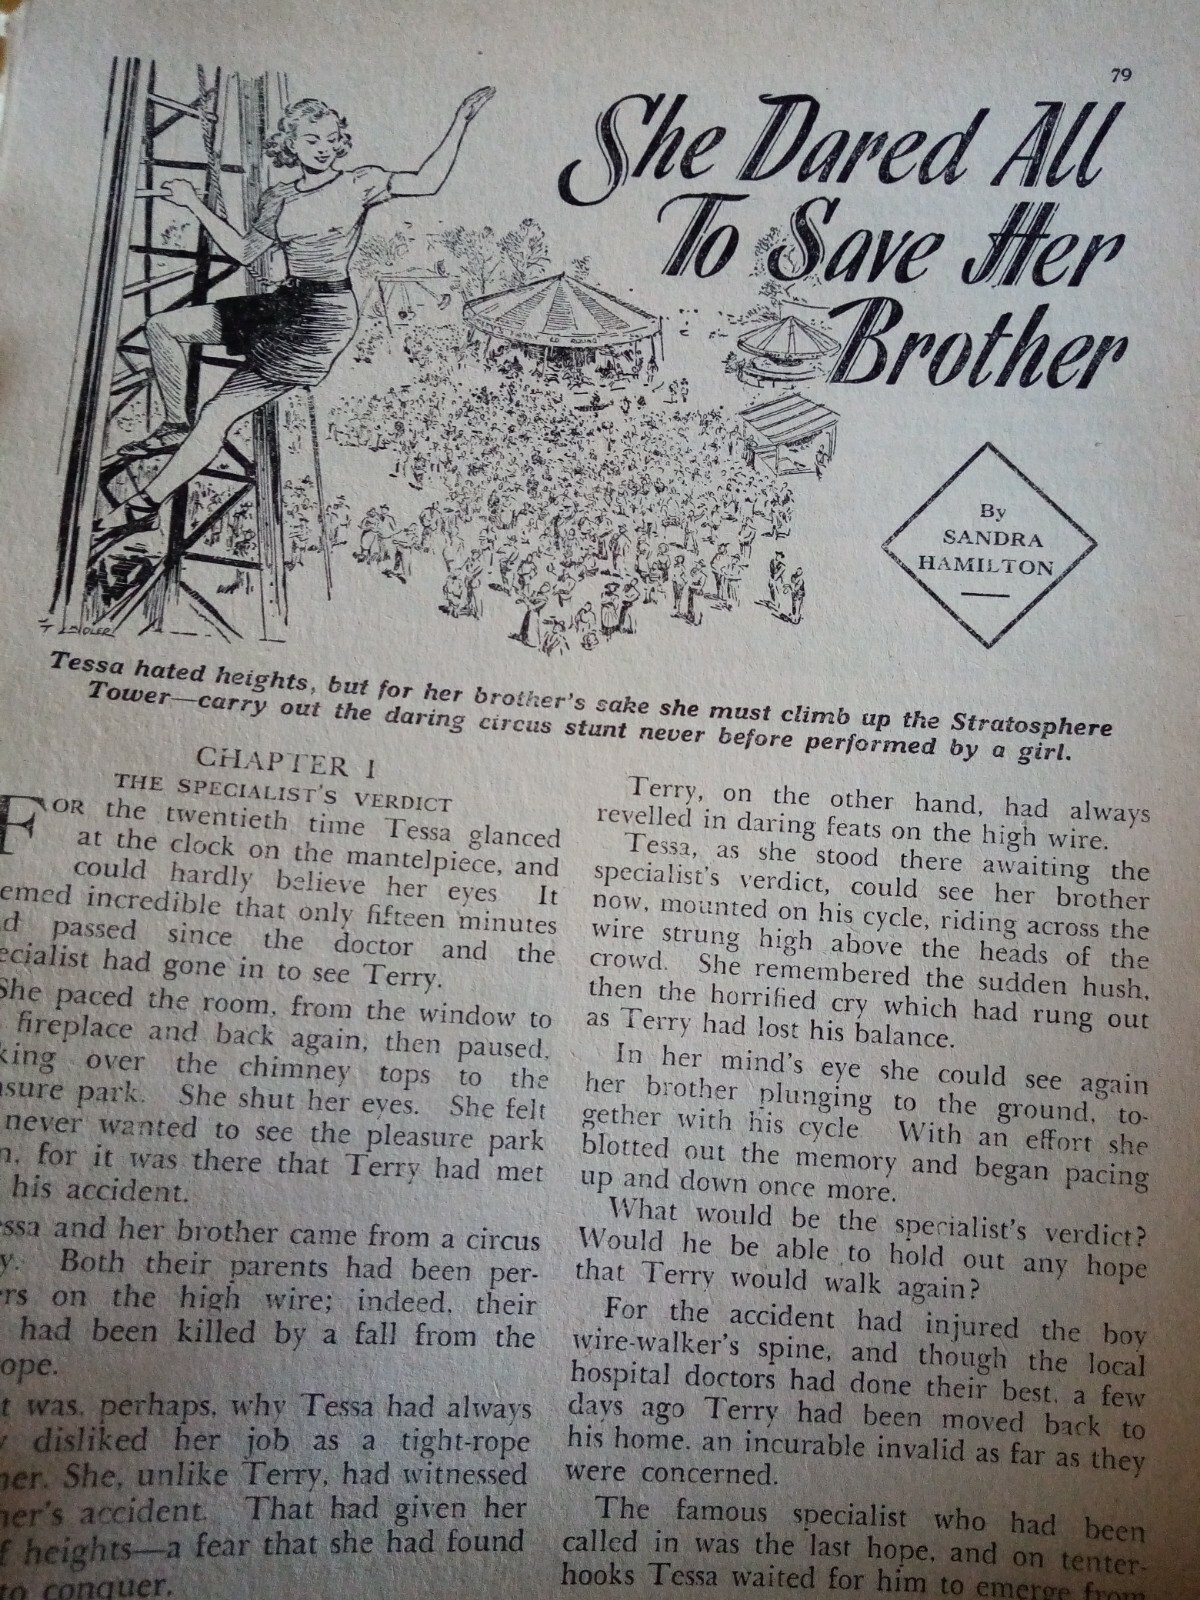 79
She Dared All
To Save Her
Brother
By
SANDRA
HAMILTON
Tessa hated heights, but for her brother's sake she must climb up the Stratosphere
Tower—carry out the daring circus stunt never before performed by a girl.
CHAPTER I
THE SPECIALIST'S VERDICT
FOR the twentieth time Tessa glanced
at the clock on the mantelpiece, and
could hardly believe her eyes It
emed incredible that only fifteen minutes
d passed since the doctor and the
ecialist had gone in to see Terry.
She paced the room, from the window to
fireplace and back again, then paused,
king over the chimney tops to the
asure park. She shut her eyes. She felt
never wanted to see the pleasure park
n, for it was there that Terry had met
his accident.
essa and her brother came from a circus
y. Both their parents had been per-
rs on the high wire; indeed, their
had been killed by a fall from the
ope.
t was, perhaps, why Tessa had always
y disliked her job as a tight-rope
ner. She, unlike Terry, had witnessed
her's accident. That had given her
f heights—a fear that she had found
to conquer.
Terry, on the other hand, had always
revelled in daring feats on the high wire.
Tessa, as she stood there awaiting the
specialist's verdict, could see her brother
now, mounted on his cycle, riding across the
wire strung high above the heads of the
crowd. She remembered the sudden hush,
then the horrified cry which had rung out
as Terry had lost his balance.
In her mind's eye she could see again
her brother plunging to the ground, to-
gether with his cycle With an effort she
blotted out the memory and began pacing
up and down once more.
What would be the specialist's verdict?
Would he be able to hold out any hope
that Terry would walk again?
For the accident had injured the boy
wire-walker's spine, and though the local
hospital doctors had done their best, a few
days ago Terry had been moved back to
his home, an incurable invalid as far as they
were concerned.
The famous specialist who had been
called in was the last hope, and on tenter-
hooks Tessa waited for him to emerge from